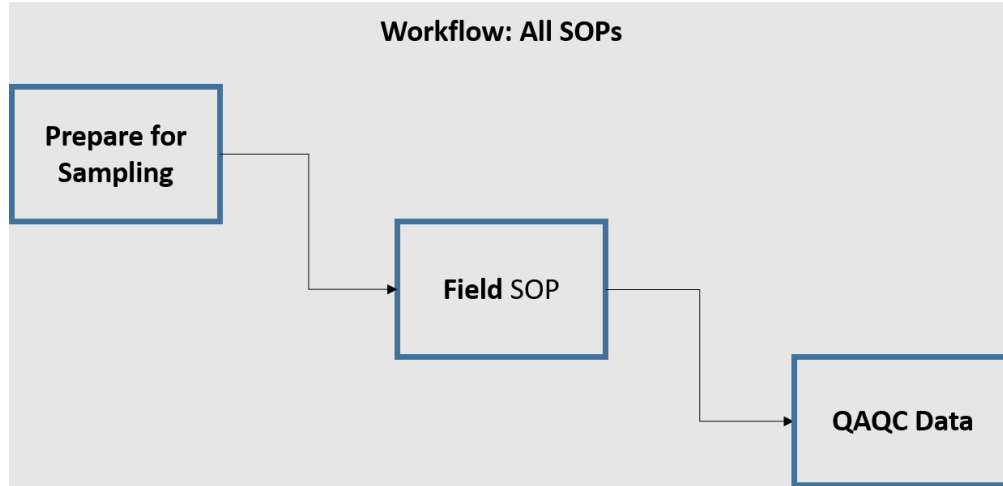 Workflow: All SOPs
Prepare for
Sampling
Field SOP
QAQC Data